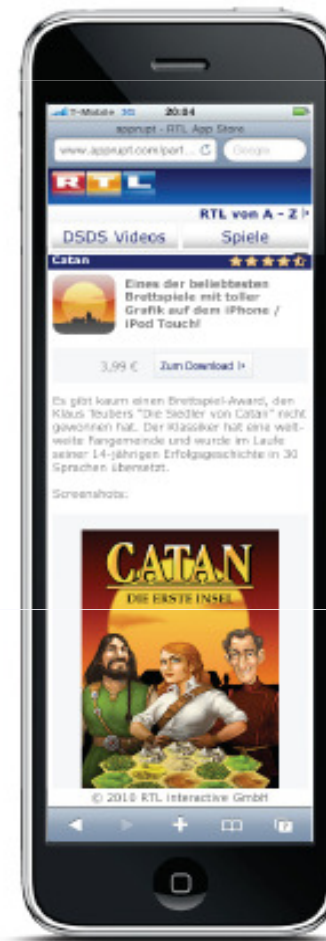 T-Mobile 3G 20:04
apprupt - RTL App Store
www.apprupt.com/part... Google
RTL
RTL von A - Z
DSDS Videos Spiele
Catan
Eines der beliebtesten
Brettspiele mit toller
Grafik auf dem iPhone /
iPod Touch!
3,99 € Zum Download
Es gibt kaum einen Brettspiel-Award, den
Klaus Teubers "Die Siedler von Catan" nicht
gewonnen hat. Der Klassiker hat eine welt-
weite Fangemeinde und wurde im Laufe
seiner 14-jährigen Erfolgsgeschichte in 30
Sprachen übersetzt.
Screenshots:
CATAN
DIE ERSTE INSEL
© 2010 RTL interactive GmbH